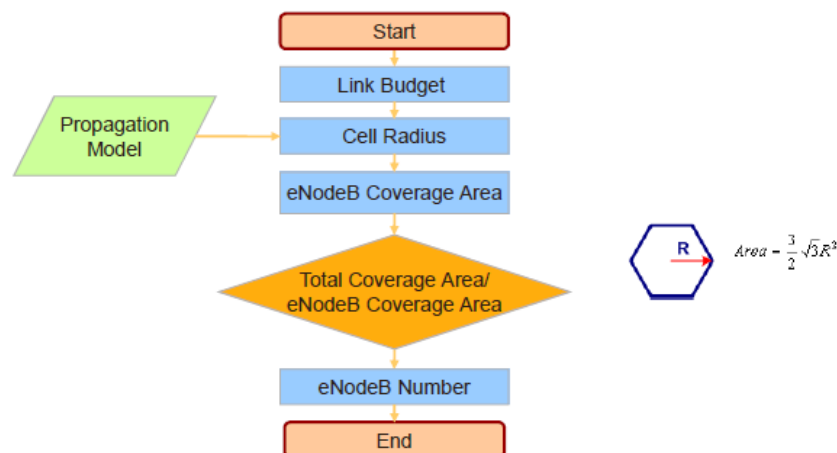 Start
Link Budget
Propagation
Model
Cell Radius
eNodeB Coverage Area
Total Coverage Area/
eNodeB Coverage Area
R
Area = 3/2 √3R²
eNodeB Number
End